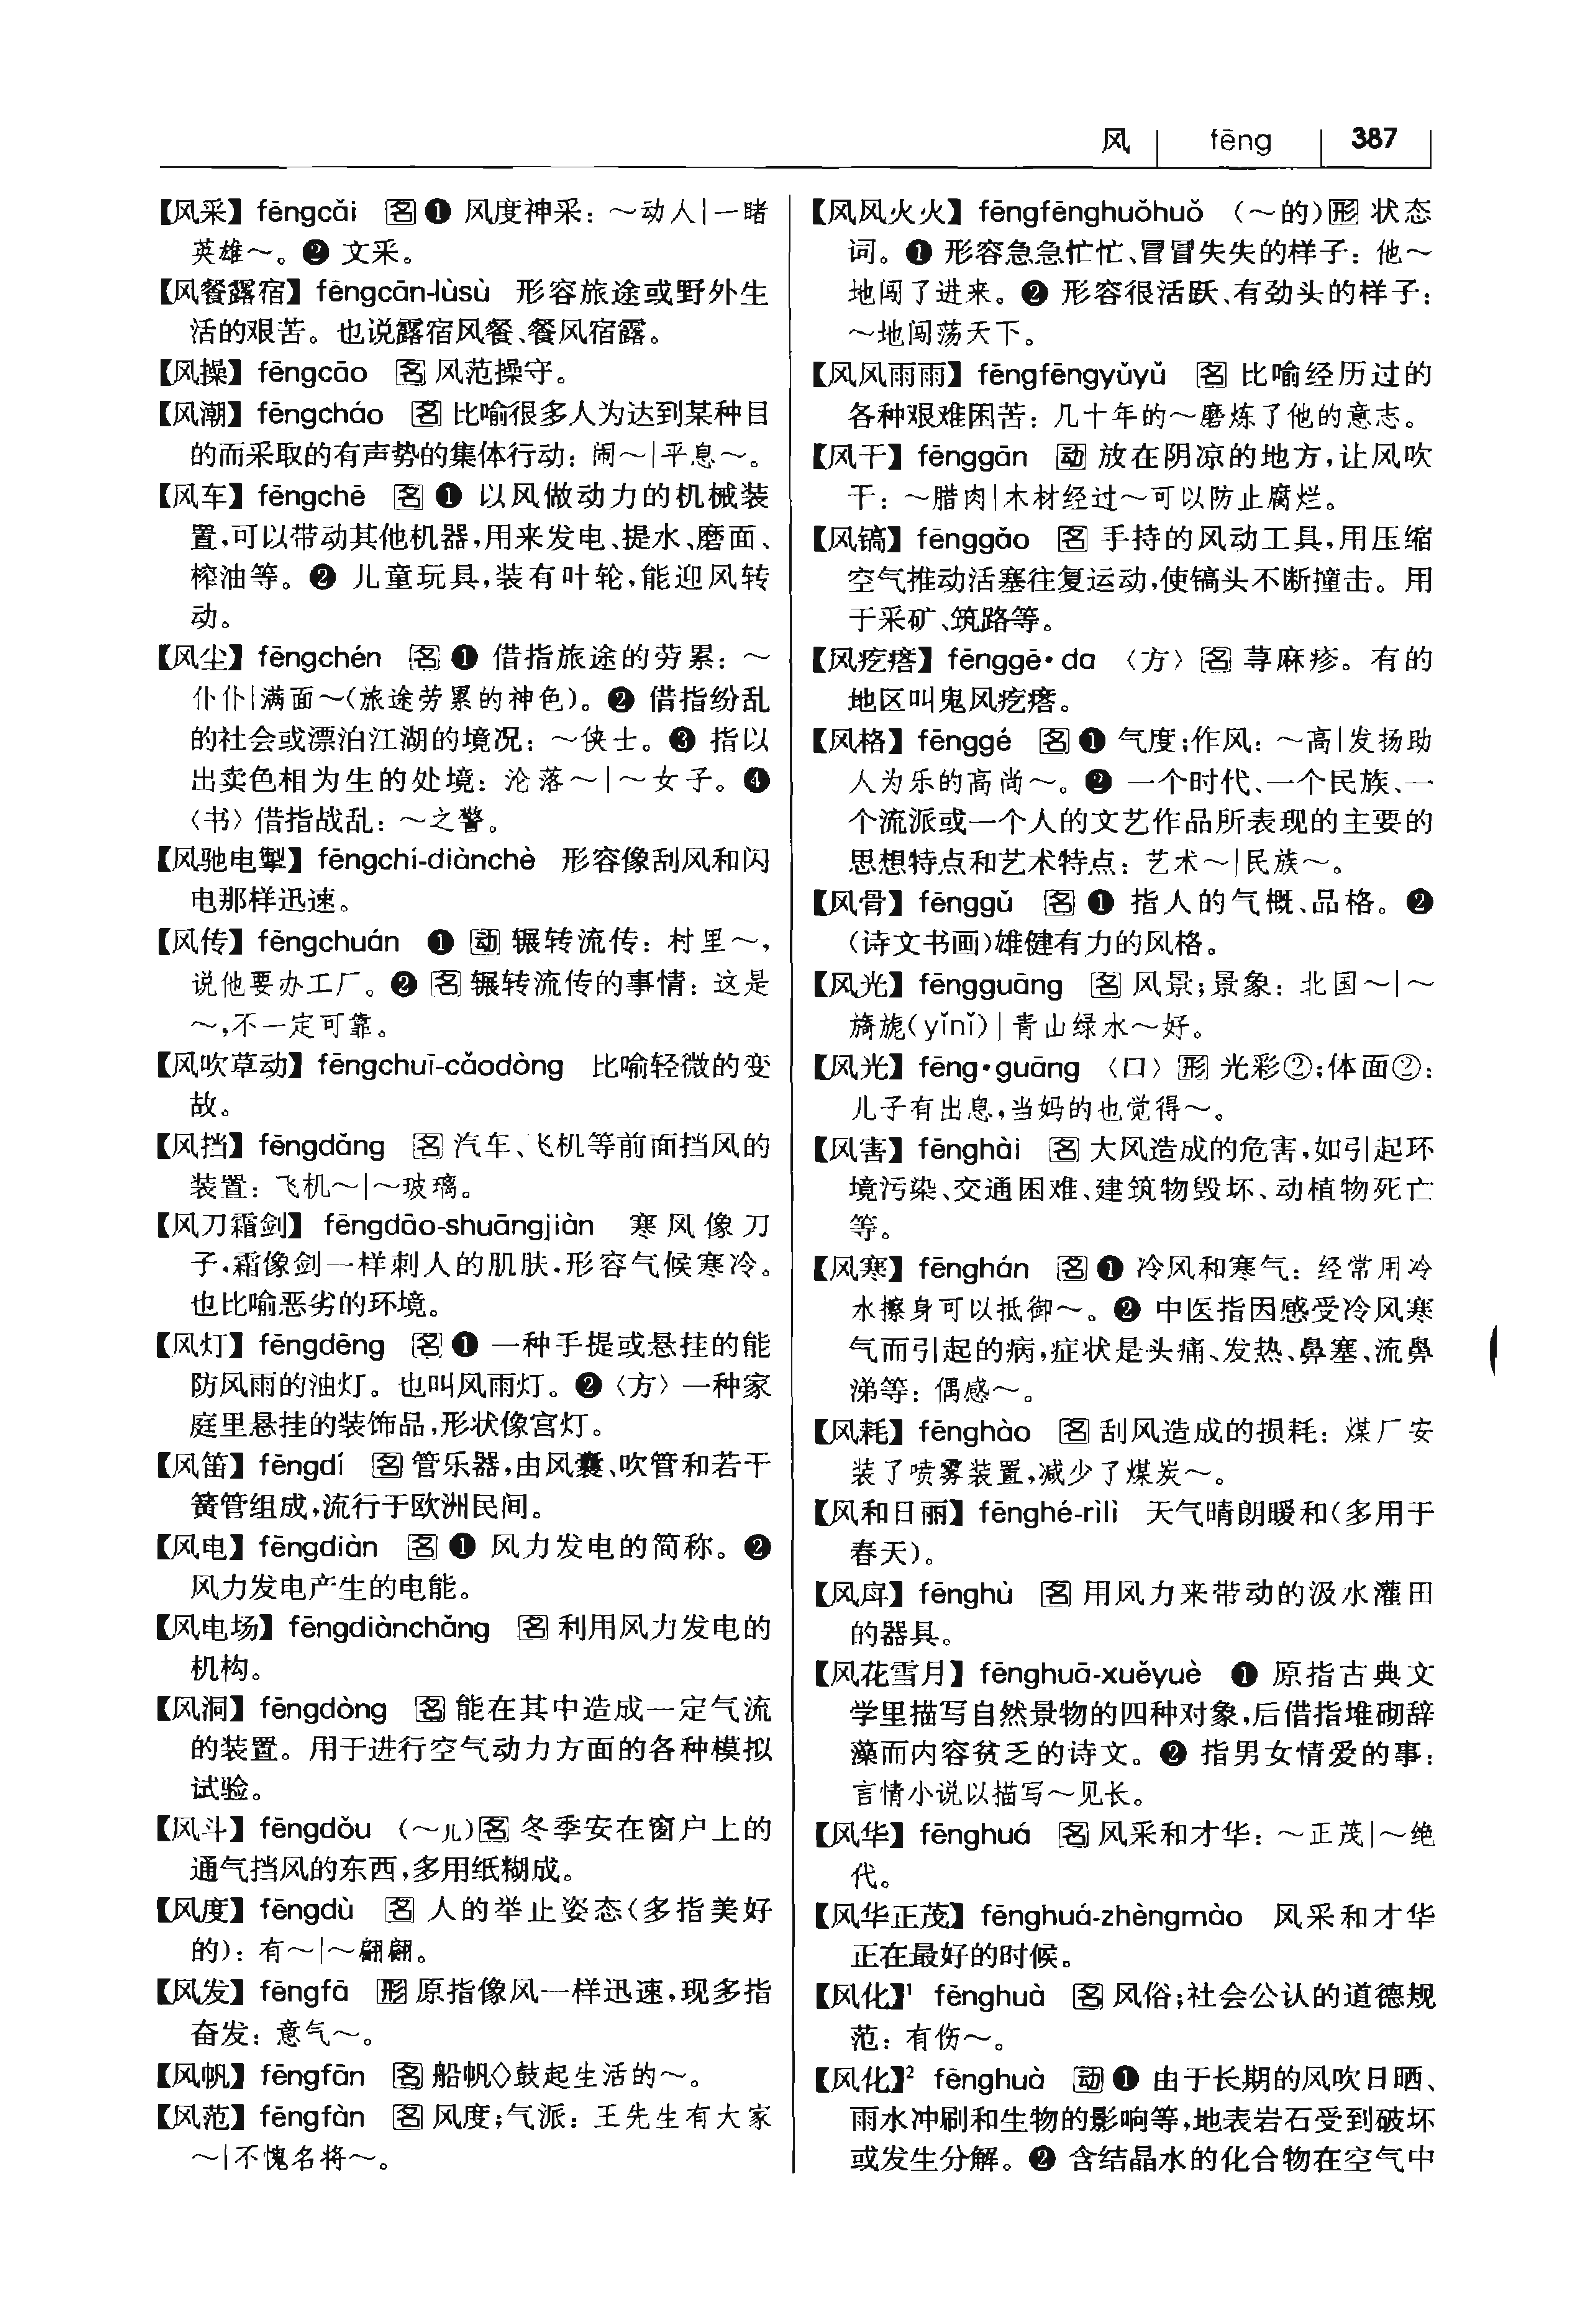 风 fēng 387
【风采】 fēngcǎi 名 ❶ 风度神采：～动人|一睹
英雄～。❷ 文采。
【风餐露宿】 fēngcān-lùsù 形容旅途或野外生
活的艰苦。也说露宿风餐、餐风宿露。
【风操】 fēngcāo 名 风范操守。
【风潮】 fēngcháo 名 比喻很多人为达到某种目
的而采取的有声势的集体行动：闹～|平息～。
【风车】 fēngchē 名 ❶ 以风做动力的机械装
置,可以带动其他机器,用来发电、提水、磨面、
榨油等。❷ 儿童玩具,装有叶轮,能迎风转
动。
【风尘】 fēngchén 名 ❶ 借指旅途的劳累：～
仆仆|满面～(旅途劳累的神色)。❷ 借指纷乱
的社会或漂泊江湖的境况：～侠士。❸ 指以
出卖色相为生的处境：沦落～|～女子。❹
〈书〉借指战乱：～之警。
【风驰电掣】 fēngchí-diànchè 形容像刮风和闪
电那样迅速。
【风传】 fēngchuán ❶ 动 辗转流传：村里～,
说他要办工厂。❷ 名 辗转流传的事情：这是
～,不一定可靠。
【风吹草动】 fēngchuī-cǎodòng 比喻轻微的变
故。
【风挡】 fēngdǎng 名 汽车、飞机等前面挡风的
装置：飞机～|～玻璃。
【风刀霜剑】 fēngdāo-shuāngjiàn 寒风像刀
子,霜像剑一样刺人的肌肤,形容气候寒冷。
也比喻恶劣的环境。
【风灯】 fēngdēng 名 ❶ 一种手提或悬挂的能
防风雨的油灯。也叫风雨灯。❷〈方〉一种家
庭里悬挂的装饰品,形状像宫灯。
【风笛】 fēngdí 名 管乐器,由风囊、吹管和若干
簧管组成,流行于欧洲民间。
【风电】 fēngdiàn 名 ❶ 风力发电的简称。❷
风力发电产生的电能。
【风电场】 fēngdiànchǎng 名 利用风力发电的
机构。
【风洞】 fēngdòng 名 能在其中造成一定气流
的装置。用于进行空气动力方面的各种模拟
试验。
【风斗】 fēngdǒu (～儿)名 冬季安在窗户上的
通气挡风的东西,多用纸糊成。
【风度】 fēngdù 名 人的举止姿态(多指美好
的)：有～|～翩翩。
【风发】 fēngfā 形 原指像风一样迅速,现多指
奋发：意气～。
【风帆】 fēngfān 名 船帆◇鼓起生活的～。
【风范】 fēngfàn 名 风度;气派：王先生有大家
～|不愧名将～。
【风风火火】 fēngfēnghuǒhuǒ (～的)形 状态
词。❶ 形容急急忙忙、冒冒失失的样子：他～
地闯了进来。❷ 形容很活跃、有劲头的样子：
～地闯荡天下。
【风风雨雨】 fēngfēngyǔyǔ 名 比喻经历过的
各种艰难困苦：几十年的～磨炼了他的意志。
【风干】 fēnggān 动 放在阴凉的地方,让风吹
干：～腊肉|木材经过～可以防止腐烂。
【风镐】 fēnggǎo 名 手持的风动工具,用压缩
空气推动活塞往复运动,使镐头不断撞击。用
于采矿、筑路等。
【风疙瘩】 fēnggē•da 〈方〉名 荨麻疹。有的
地区叫鬼风疙瘩。
【风格】 fēnggé 名 ❶ 气度;作风：～高|发扬助
人为乐的高尚～。❷ 一个时代、一个民族、一
个流派或一个人的文艺作品所表现的主要的
思想特点和艺术特点：艺术～|民族～。
【风骨】 fēnggǔ 名 ❶ 指人的气概、品格。❷
(诗文书画)雄健有力的风格。
【风光】 fēngguāng 名 风景;景象：北国～|～
旖旎(yǐnǐ)|青山绿水～好。
【风光】 fēng•guāng 〈口〉形 光彩②;体面②：
儿子有出息,当妈的也觉得～。
【风害】 fēnghài 名 大风造成的危害,如引起环
境污染、交通困难、建筑物毁坏、动植物死亡
等。
【风寒】 fēnghán 名 ❶ 冷风和寒气：经常用冷
水擦身可以抵御～。❷ 中医指因感受冷风寒
气而引起的病,症状是头痛、发热、鼻塞、流鼻
涕等：偶感～。
【风耗】 fēnghào 名 刮风造成的损耗：煤厂安
装了喷雾装置,减少了煤炭～。
【风和日丽】 fēnghé-rìlì 天气晴朗暖和(多用于
春天)。
【风戽】 fēnghù 名 用风力来带动的汲水灌田
的器具。
【风花雪月】 fēnghuā-xuěyuè ❶ 原指古典文
学里描写自然景物的四种对象,后借指堆砌辞
藻而内容贫乏的诗文。❷ 指男女情爱的事：
言情小说以描写～见长。
【风华】 fēnghuá 名 风采和才华：～正茂|～绝
代。
【风华正茂】 fēnghuá-zhèngmào 风采和才华
正在最好的时候。
【风化】¹ fēnghuà 名 风俗;社会公认的道德规
范：有伤～。
【风化】² fēnghuà 动 ❶ 由于长期的风吹日晒、
雨水冲刷和生物的影响等,地表岩石受到破坏
或发生分解。❷ 含结晶水的化合物在空气中